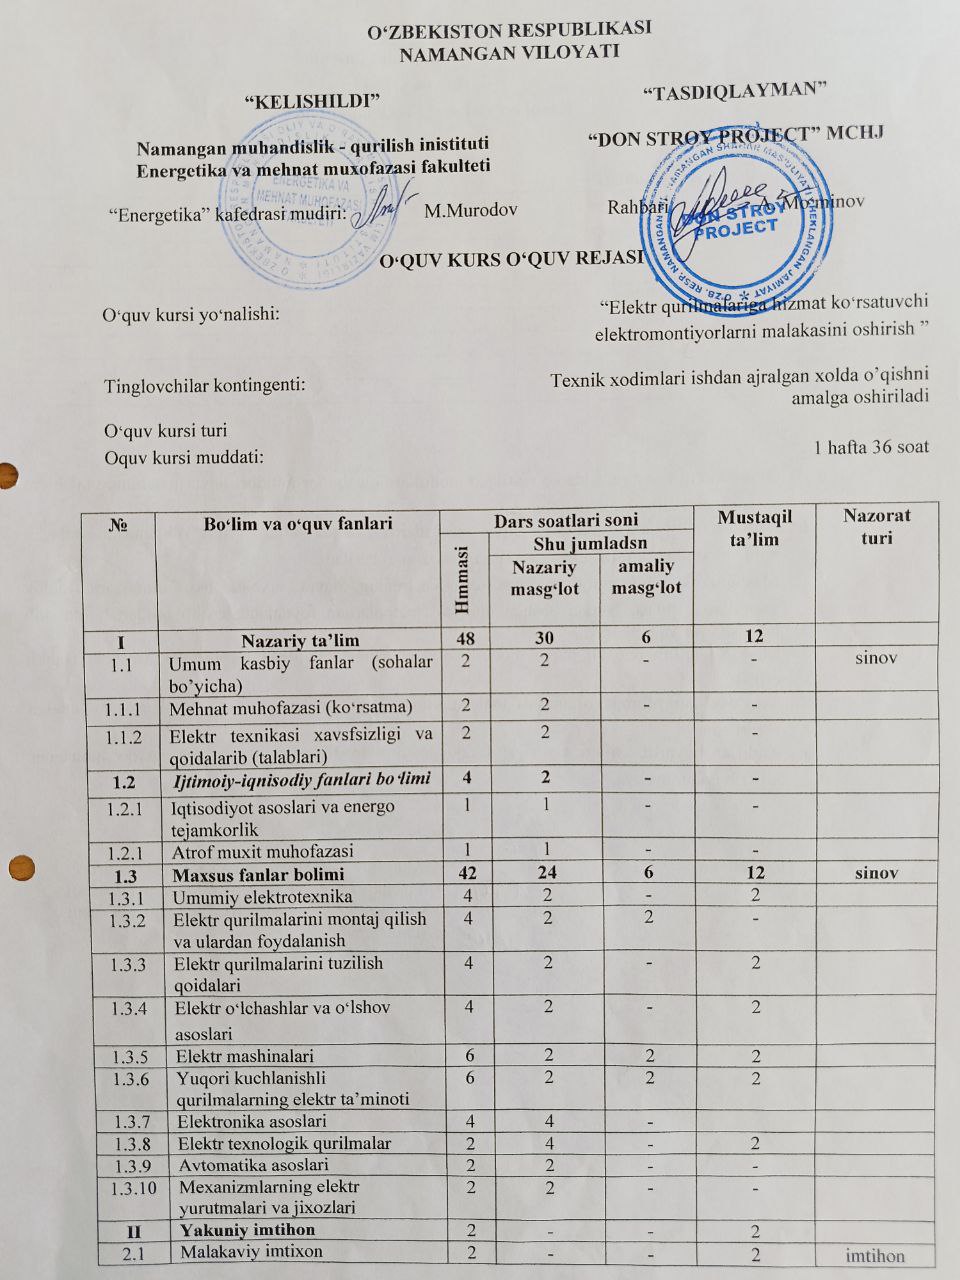 O‘ZBEKISTON RESPUBLIKASI
NAMANGAN VILOYATI
“KELISHILDI”
“TASDIQLAYMAN”
Namangan muhandislik - qurilish inistituti
Energetika va mehnat muxofazasi fakulteti
“DON STROY PROJECT” MCHJ
“Energetika” kafedrasi mudiri: M.Murodov
Rahbari A. Mo‘minov
ENERGETIKA VA
MEHNAT MUHOFAZASI
DON STROY
PROJECT
O‘QUV KURS O‘QUV REJASI
O‘quv kursi yo‘nalishi:
“Elektr qurilmalariga hizmat ko‘rsatuvchi
elektromontiyorlarni malakasini oshirish ”
Tinglovchilar kontingenti:
Texnik xodimlari ishdan ajralgan xolda o’qishni
amalga oshiriladi
O‘quv kursi turi
Oquv kursi muddati:
1 hafta 36 soat
№ Bo‘lim va o‘quv fanlari Dars soatlari soni Mustaqil ta’lim Nazorat turi
Hmmasi Shu jumladsn
Nazariy masg‘lot amaliy masg‘lot
I Nazariy ta’lim 48 30 6 12
1.1 Umum kasbiy fanlar (sohalar 2 2 - - sinov
bo’yicha)
1.1.1 Mehnat muhofazasi (ko‘rsatma) 2 2 - -
1.1.2 Elektr texnikasi xavsfsizligi va 2 2 -
qoidalarib (talablari)
1.2 Ijtimoiy-iqnisodiy fanlari bo‘limi 4 2 - -
1.2.1 Iqtisodiyot asoslari va energo 1 1 - -
tejamkorlik
1.2.1 Atrof muxit muhofazasi 1 1 - -
1.3 Maxsus fanlar bolimi 42 24 6 12 sinov
1.3.1 Umumiy elektrotexnika 4 2 - 2
1.3.2 Elektr qurilmalarini montaj qilish 4 2 2 -
va ulardan foydalanish
1.3.3 Elektr qurilmalarini tuzilish 4 2 - 2
qoidalari
1.3.4 Elektr o‘lchashlar va o‘lshov 4 2 - 2
asoslari
1.3.5 Elektr mashinalari 6 2 2 2
1.3.6 Yuqori kuchlanishli 6 2 2 2
qurilmalarning elektr ta’minoti
1.3.7 Elektronika asoslari 4 4 -
1.3.8 Elektr texnologik qurilmalar 2 4 - 2
1.3.9 Avtomatika asoslari 2 2 - -
1.3.10 Mexanizmlarning elektr 2 2 - -
yurutmalari va jixozlari
II Yakuniy imtihon 2 - - 2
2.1 Malakaviy imtixon 2 - - 2 imtihon